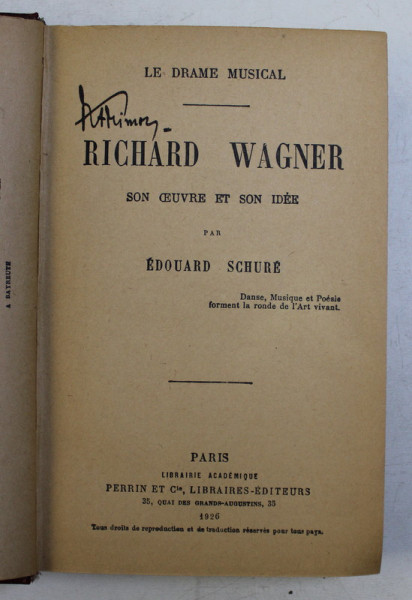 LE DRAME MUSICAL
RICHARD WAGNER
SON ŒUVRE ET SON IDÉE
PAR
ÉDOUARD SCHURÉ
Danse, Musique et Poésie
forment la ronde de l'Art vivant.
PARIS
LIBRAIRIE ACADÉMIQUE
PERRIN ET Cie, LIBRAIRES-ÉDITEURS
35, QUAI DES GRANDS-AUGUSTINS, 35
1926
Tous droits de reproduction et de traduction réservés pour tous pays.
A BAYREUTH